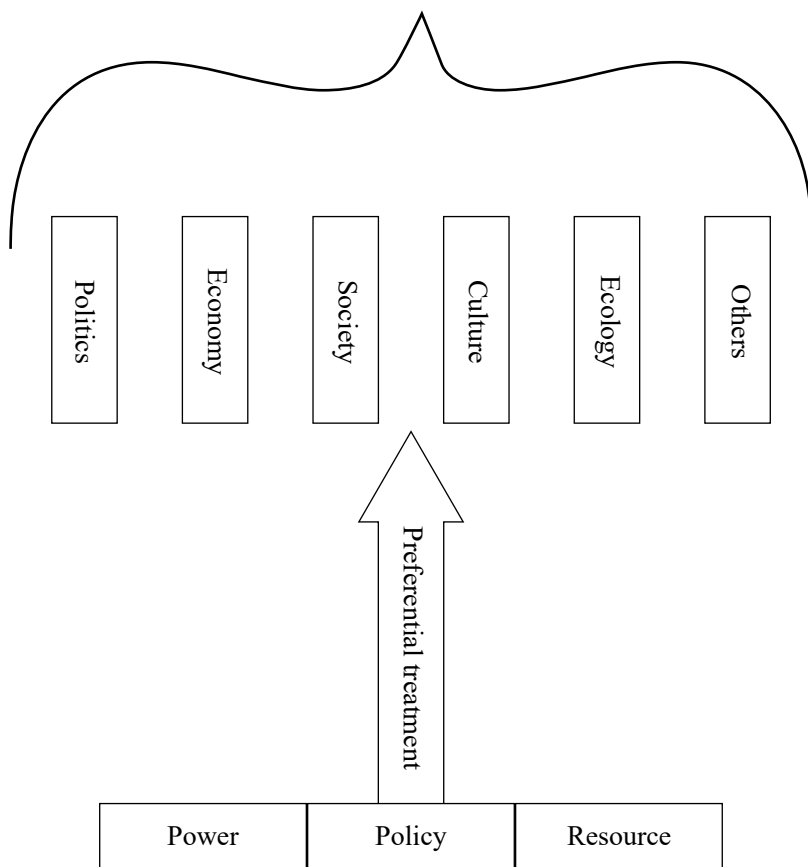 Politics
Economy
Society
Culture
Ecology
Others
Preferential treatment
Power
Policy
Resource